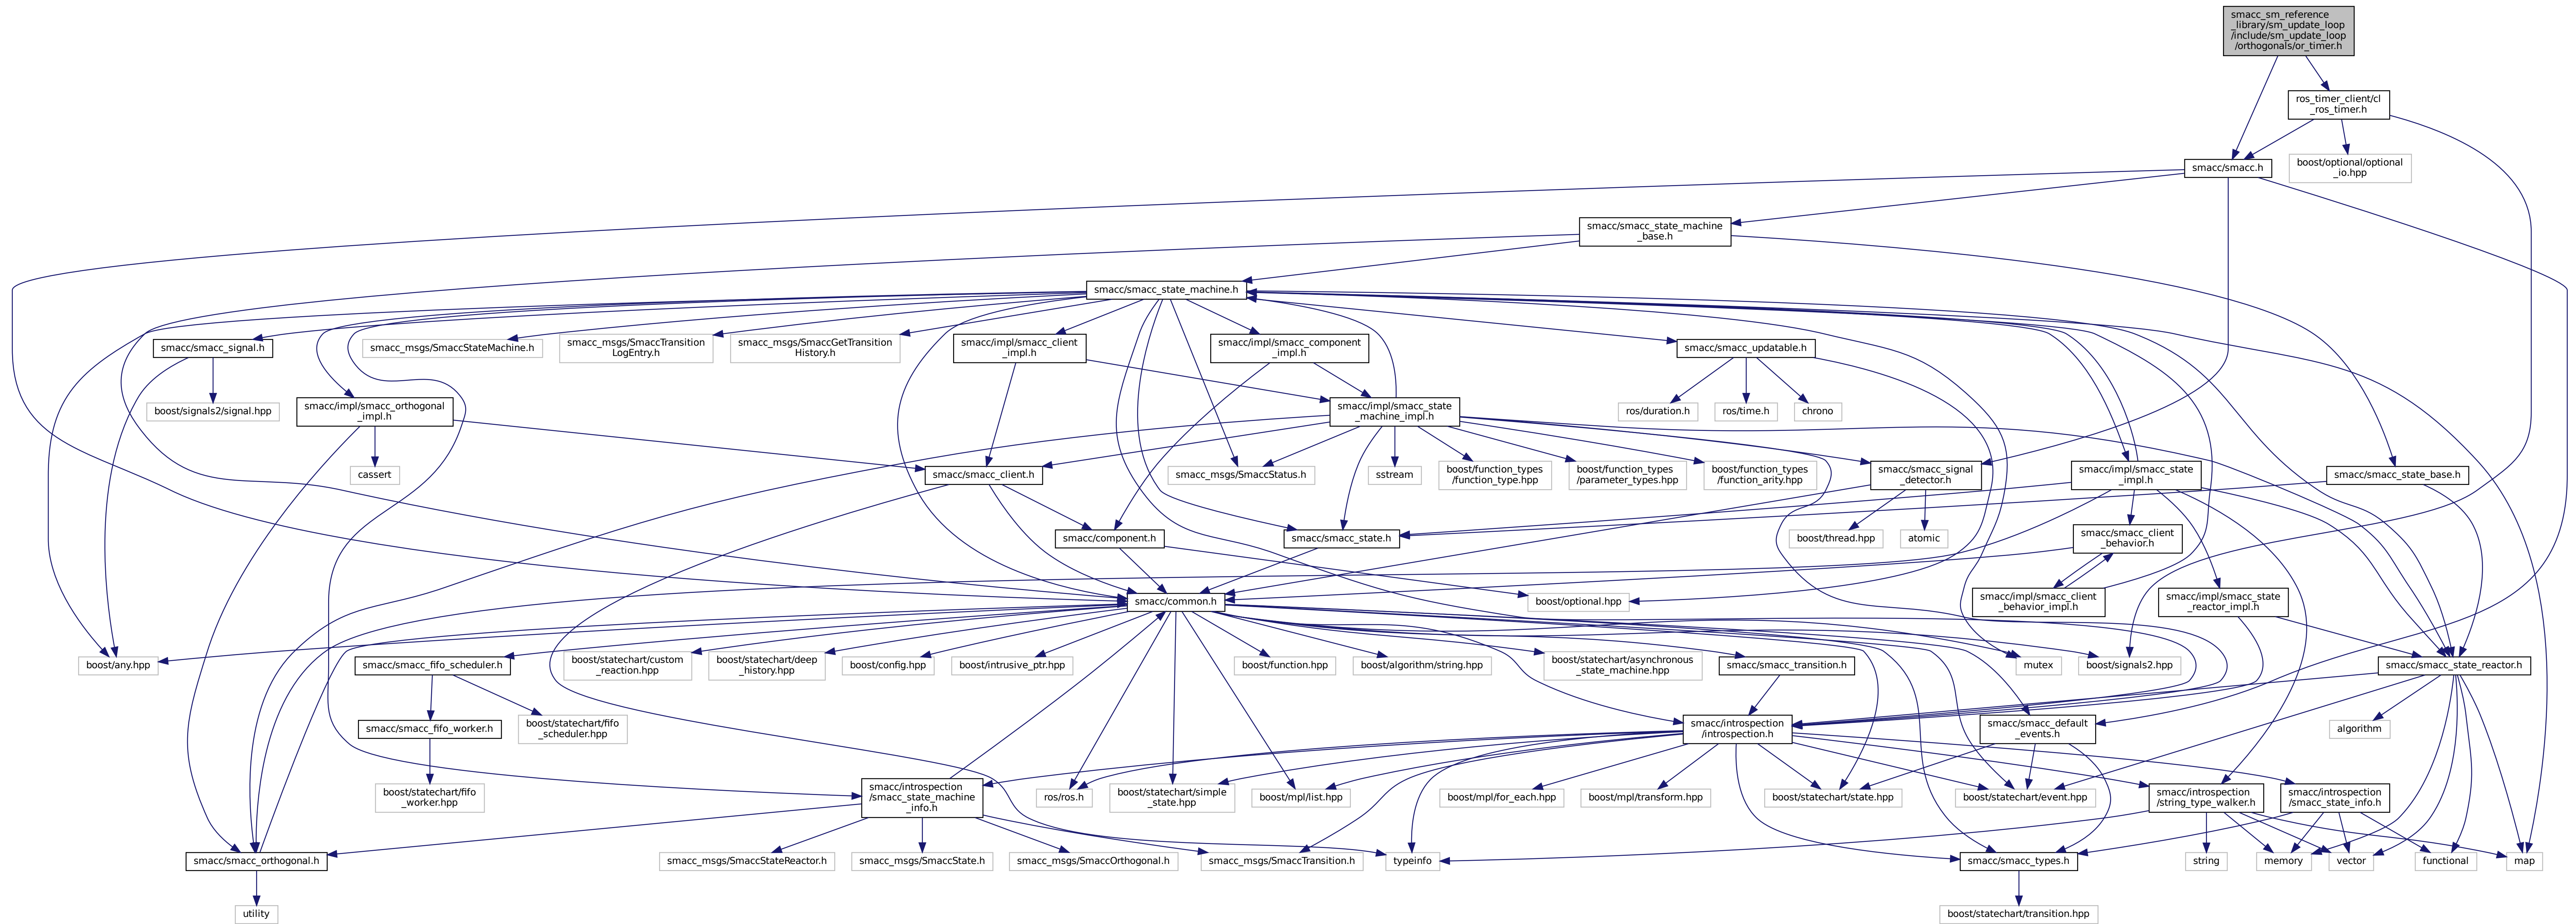 smacc_sm_reference
_library/sm_update_loop
/include/sm_update_loop
/orthogonals/or_timer.h
ros_timer_client/cl
_ros_timer.h
smacc/smacc.h
boost/optional/optional
_io.hpp
smacc/smacc_state_machine
_base.h
smacc/smacc_state_machine.h
smacc/smacc_signal.h
smacc_msgs/SmaccStateMachine.h
smacc_msgs/SmaccTransition
LogEntry.h
smacc_msgs/SmaccGetTransition
History.h
smacc/impl/smacc_client
_impl.h
smacc/impl/smacc_component
_impl.h
smacc/smacc_updatable.h
boost/signals2/signal.hpp
smacc/impl/smacc_orthogonal
_impl.h
smacc/impl/smacc_state
_machine_impl.h
ros/duration.h
ros/time.h
chrono
cassert
smacc/smacc_client.h
smacc_msgs/SmaccStatus.h
sstream
boost/function_types
/function_type.hpp
boost/function_types
/parameter_types.hpp
boost/function_types
/function_arity.hpp
smacc/smacc_signal
_detector.h
smacc/impl/smacc_state
_impl.h
smacc/smacc_state_base.h
smacc/component.h
smacc/smacc_state.h
boost/thread.hpp
atomic
smacc/smacc_client
_behavior.h
smacc/common.h
boost/optional.hpp
smacc/impl/smacc_client
_behavior_impl.h
smacc/impl/smacc_state
_reactor_impl.h
boost/any.hpp
smacc/smacc_fifo_scheduler.h
boost/statechart/custom
_reaction.hpp
boost/statechart/deep
_history.hpp
boost/config.hpp
boost/intrusive_ptr.hpp
boost/function.hpp
boost/algorithm/string.hpp
boost/statechart/asynchronous
_state_machine.hpp
smacc/smacc_transition.h
mutex
boost/signals2.hpp
smacc/smacc_state_reactor.h
smacc/smacc_fifo_worker.h
boost/statechart/fifo
_scheduler.hpp
smacc/introspection
/introspection.h
smacc/smacc_default
_events.h
algorithm
boost/statechart/fifo
_worker.hpp
smacc/introspection
/smacc_state_machine
_info.h
ros/ros.h
boost/statechart/simple
_state.hpp
boost/mpl/list.hpp
boost/mpl/for_each.hpp
boost/mpl/transform.hpp
boost/statechart/state.hpp
boost/statechart/event.hpp
smacc/introspection
/string_type_walker.h
smacc/introspection
/smacc_state_info.h
smacc/smacc_orthogonal.h
smacc_msgs/SmaccStateReactor.h
smacc_msgs/SmaccState.h
smacc_msgs/SmaccOrthogonal.h
smacc_msgs/SmaccTransition.h
typeinfo
smacc/smacc_types.h
string
memory
vector
functional
map
utility
boost/statechart/transition.hpp